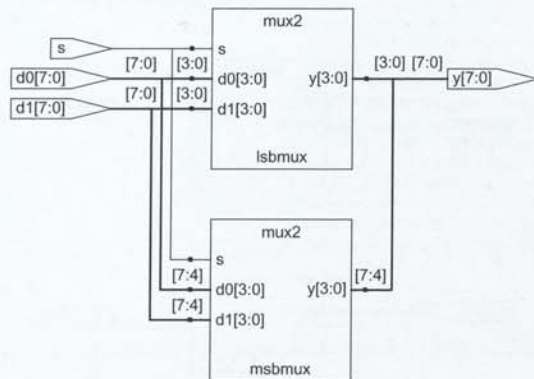 mux2
s
s
[7:0] [3:0] [3:0] [7:0]
d0[7:0] d0[3:0] y[3:0] y[7:0]
[7:0] [3:0]
d1[7:0] d1[3:0]
lsbmux
mux2
s
[7:4] [7:4]
d0[3:0] y[3:0]
[7:4]
d1[3:0]
msbmux